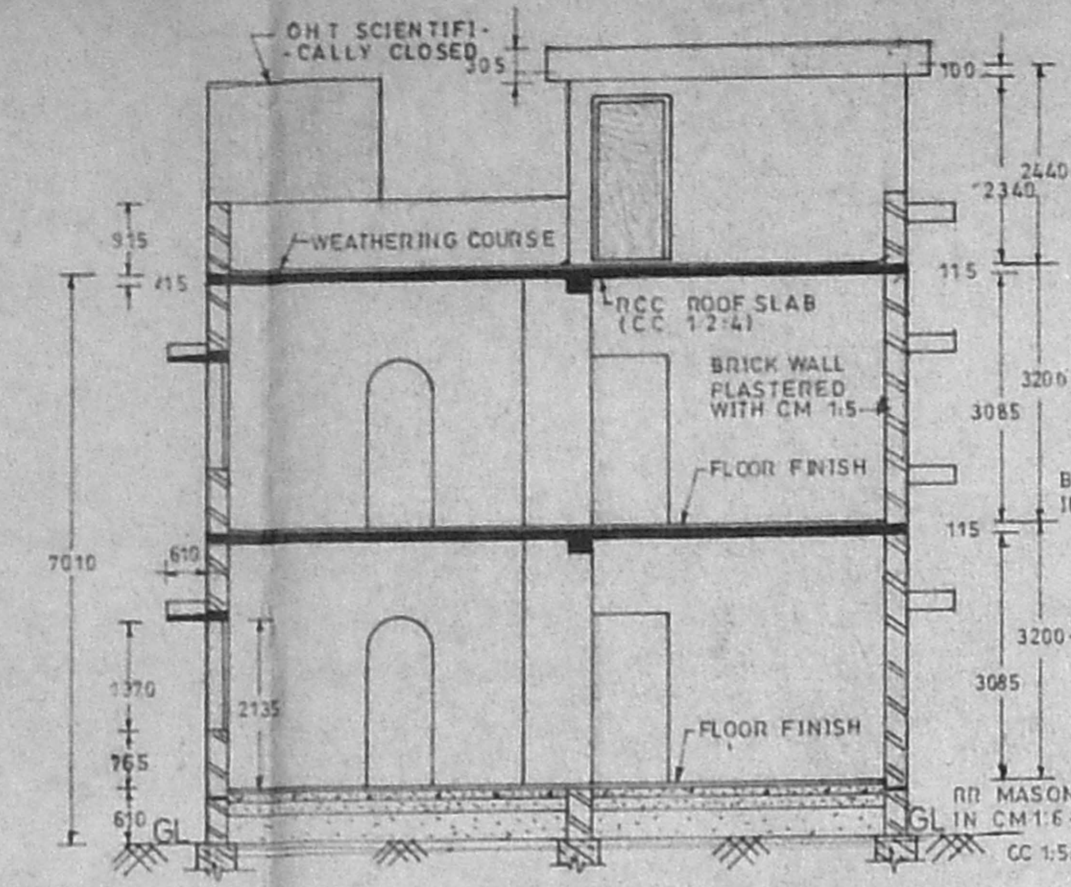 OHT SCIENTIFI-
-CALLY CLOSED
305
100
2440
2340
915
WEATHERING COURSE
115
115
RCC ROOF SLAB
(CC 1:2:4)
BRICK WALL
PLASTERED
WITH CM 1:5
3200
3085
FLOOR FINISH
115
7010
610
3200
3085
1370
2135
FLOOR FINISH
765
610
GL
GL
RR MASON
IN CM 1:6
CC 1:5